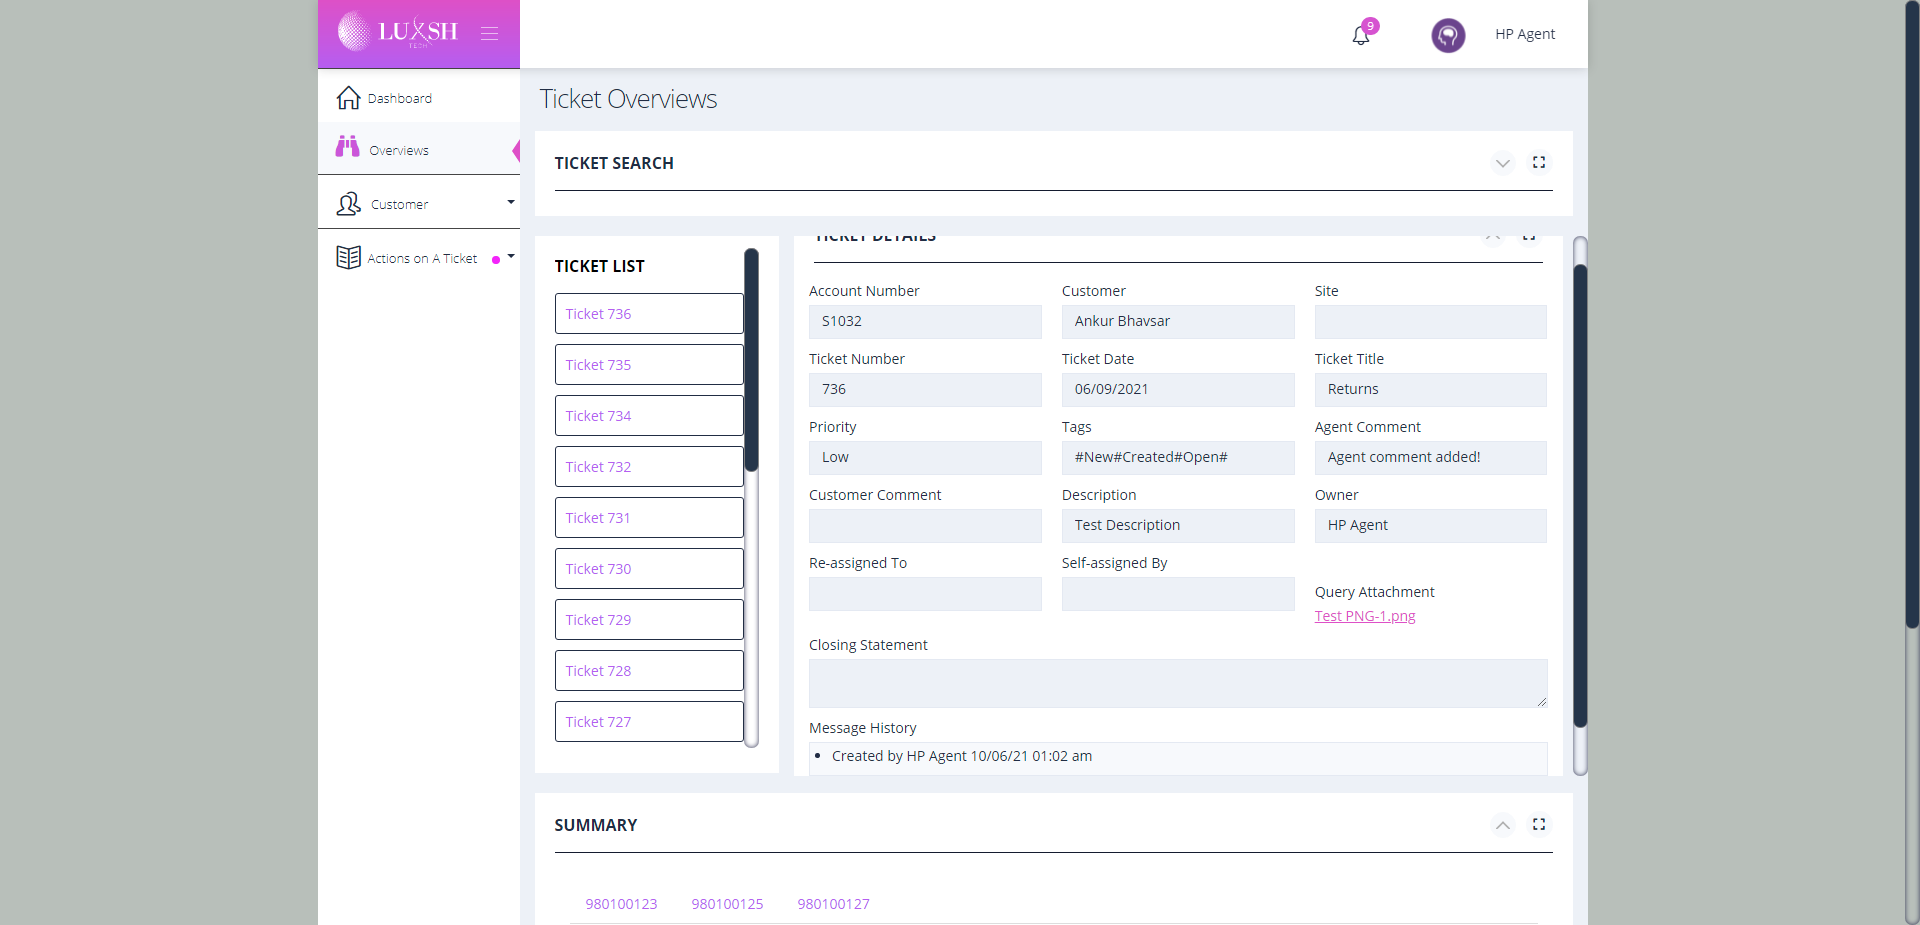 LUXSH
TECH
9
HP Agent
Dashboard
Overviews
Customer
Actions on A Ticket
Ticket Overviews
TICKET SEARCH
TICKET LIST
Ticket 736
Ticket 735
Ticket 734
Ticket 732
Ticket 731
Ticket 730
Ticket 729
Ticket 728
Ticket 727
TICKET DETAILS
Account Number Customer Site
S1032 Ankur Bhavsar
Ticket Number Ticket Date Ticket Title
736 06/09/2021 Returns
Priority Tags Agent Comment
Low #New#Created#Open# Agent comment added!
Customer Comment Description Owner
Test Description HP Agent
Re-assigned To Self-assigned By
Query Attachment
Test PNG-1.png
Closing Statement
Message History
• Created by HP Agent 10/06/21 01:02 am
SUMMARY
980100123 980100125 980100127